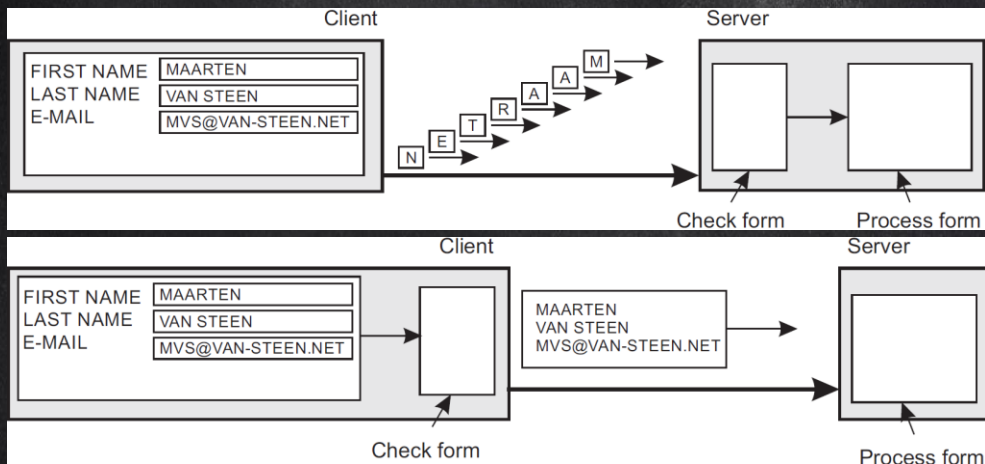 Client
Server
FIRST NAME MAARTEN
LAST NAME VAN STEEN
E-MAIL MVS@VAN-STEEN.NET
N E T R A A M
Check form
Process form
Client
Server
FIRST NAME MAARTEN
LAST NAME VAN STEEN
E-MAIL MVS@VAN-STEEN.NET
MAARTEN
VAN STEEN
MVS@VAN-STEEN.NET
Check form
Process form